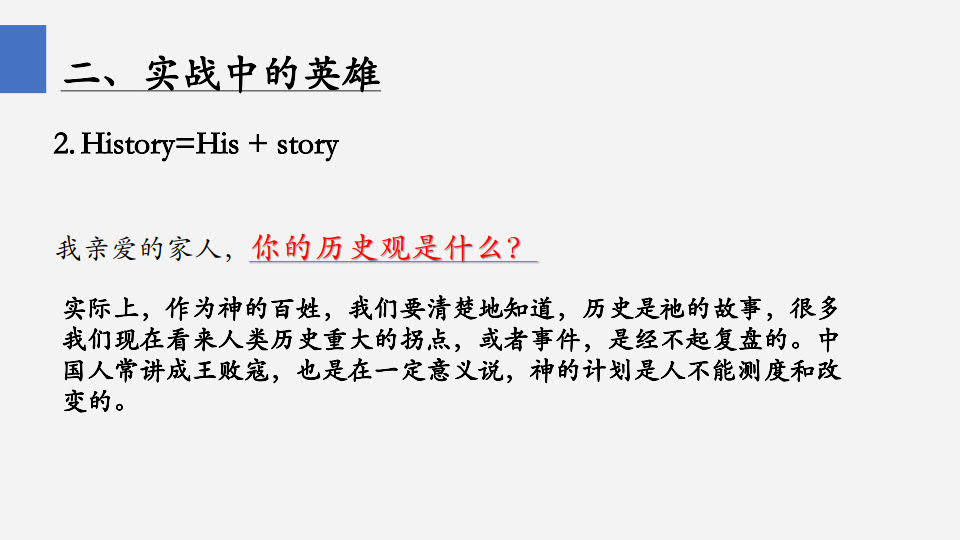 二、实战中的英雄
2. History=His + story
我亲爱的家人，你的历史观是什么？
实际上，作为神的百姓，我们要清楚地知道，历史是祂的故事，很多
我们现在看来人类历史重大的拐点，或者事件，是经不起复盘的。中
国人常讲成王败寇，也是在一定意义说，神的计划是人不能测度和改
变的。